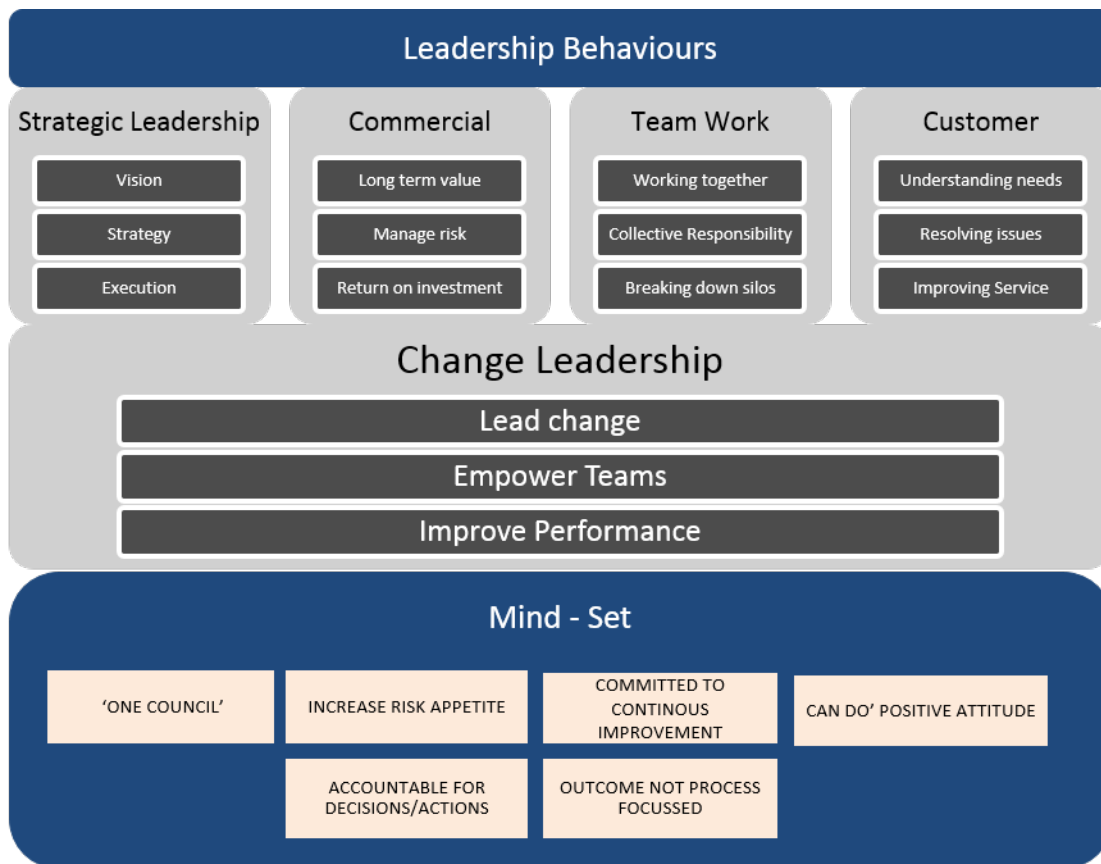 Leadership Behaviours
Strategic Leadership
Vision
Strategy
Execution
Commercial
Long term value
Manage risk
Return on investment
Team Work
Working together
Collective Responsibility
Breaking down silos
Customer
Understanding needs
Resolving issues
Improving Service
Change Leadership
Lead change
Empower Teams
Improve Performance
Mind - Set
‘ONE COUNCIL’
INCREASE RISK APPETITE
COMMITTED TO
CONTINOUS
IMPROVEMENT
CAN DO’ POSITIVE ATTITUDE
ACCOUNTABLE FOR
DECISIONS/ACTIONS
OUTCOME NOT PROCESS
FOCUSSED